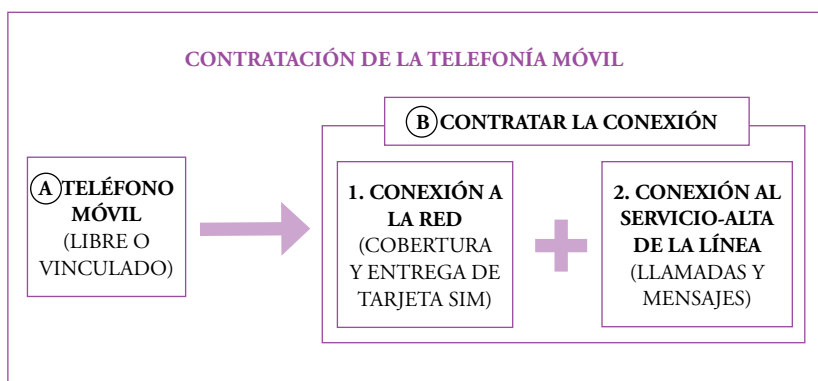 CONTRATACIÓN DE LA TELEFONÍA MÓVIL
B CONTRATAR LA CONEXIÓN
A TELÉFONO
MÓVIL
(LIBRE O
VINCULADO)
1. CONEXIÓN A
LA RED
(COBERTURA
Y ENTREGA DE
TARJETA SIM)
2. CONEXIÓN AL
SERVICIO-ALTA
DE LA LÍNEA
(LLAMADAS Y
MENSAJES)